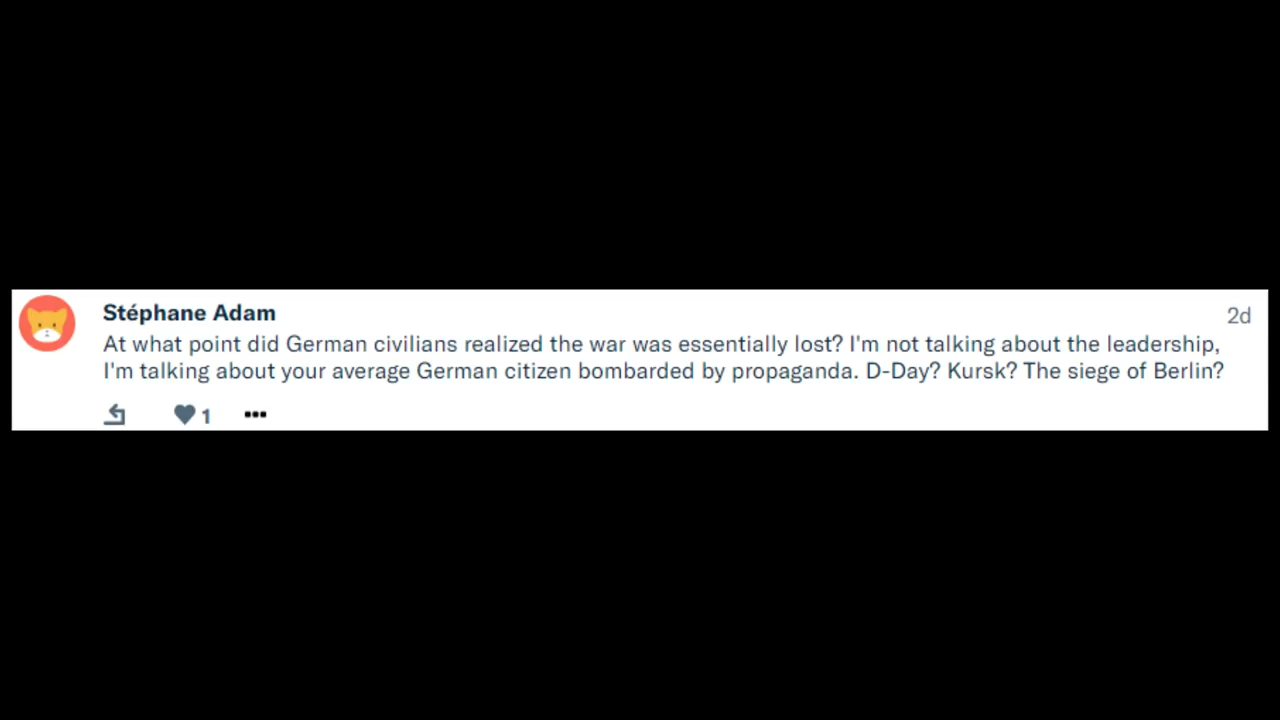 Stéphane Adam
2d
At what point did German civilians realized the war was essentially lost? I'm not talking about the leadership,
I'm talking about your average German citizen bombarded by propaganda. D-Day? Kursk? The siege of Berlin?
1